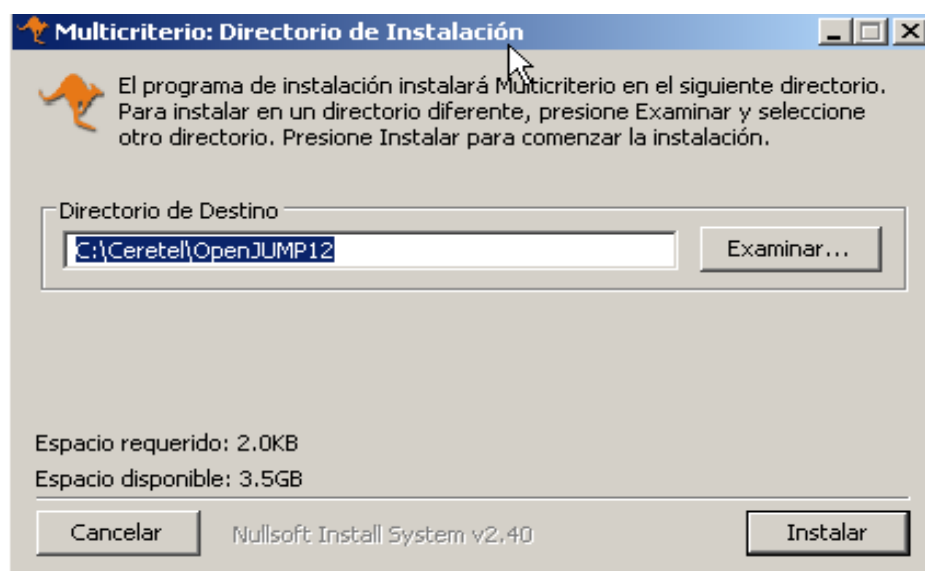 Multicriterio: Directorio de Instalación
El programa de instalación instalará Multicriterio en el siguiente directorio.
Para instalar en un directorio diferente, presione Examinar y seleccione
otro directorio. Presione Instalar para comenzar la instalación.
Directorio de Destino
C:\Ceretel\OpenJUMP12
Examinar...
Espacio requerido: 2.0KB
Espacio disponible: 3.5GB
Cancelar
Nullsoft Install System v2.40
Instalar